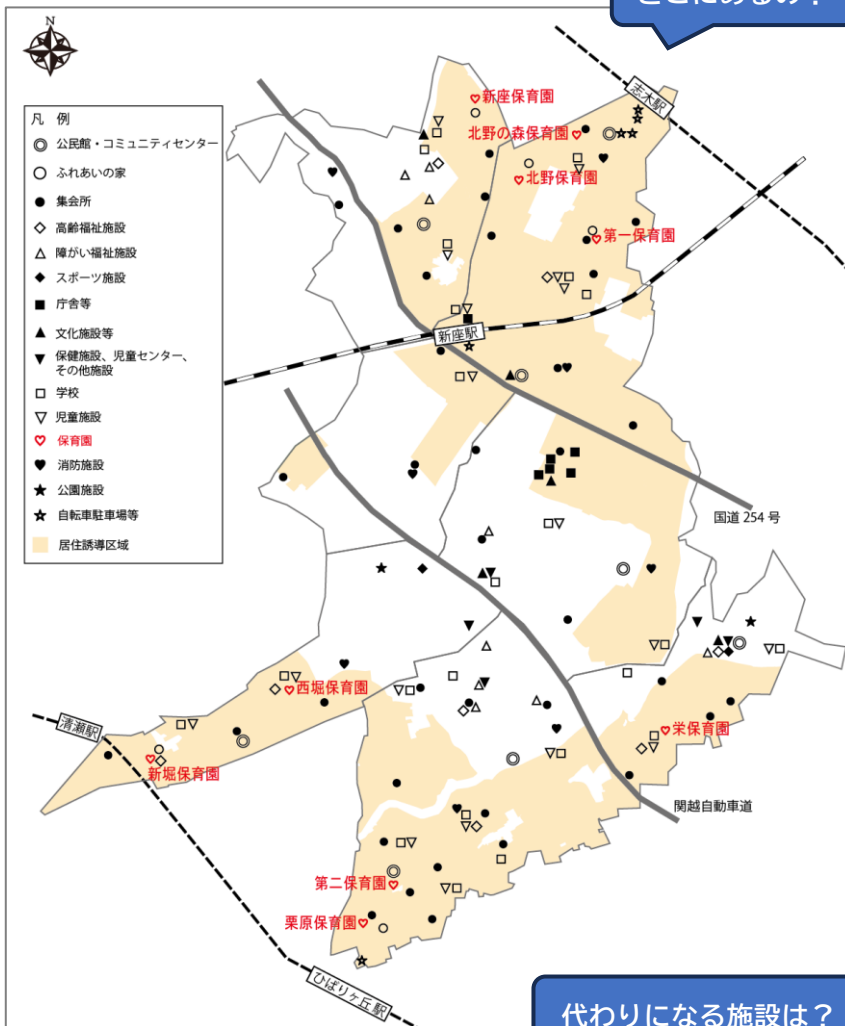 どこにあるの？
N
志木駅
新座保育園
北野の森保育園
北野保育園
第一保育園
凡　例
公民館・コミュニティセンター
ふれあいの家
集会所
高齢福祉施設
障がい福祉施設
スポーツ施設
庁舎等
文化施設等
保健施設、児童センター、
その他施設
学校
児童施設
保育園
消防施設
公園施設
自転車駐車場等
居住誘導区域
新座駅
国道 254 号
西堀保育園
清瀬駅
新堀保育園
栄保育園
関越自動車道
第二保育園
栗原保育園
ひばりヶ丘駅
代わりになる施設は？